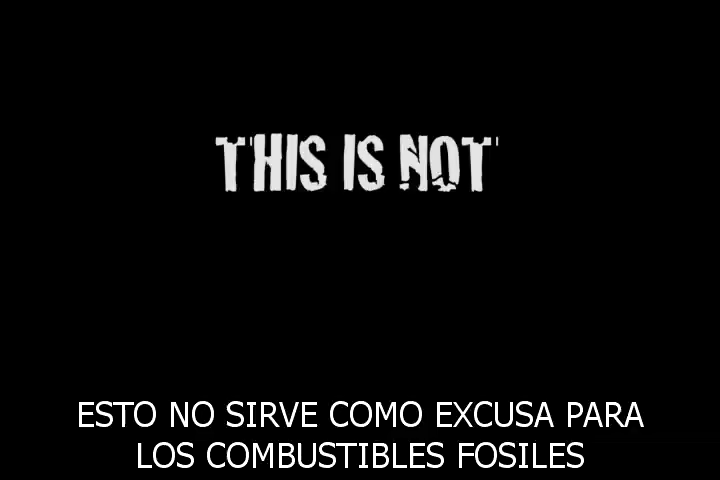 THIS IS NOT
ESTO NO SIRVE COMO EXCUSA PARA
LOS COMBUSTIBLES FOSILES